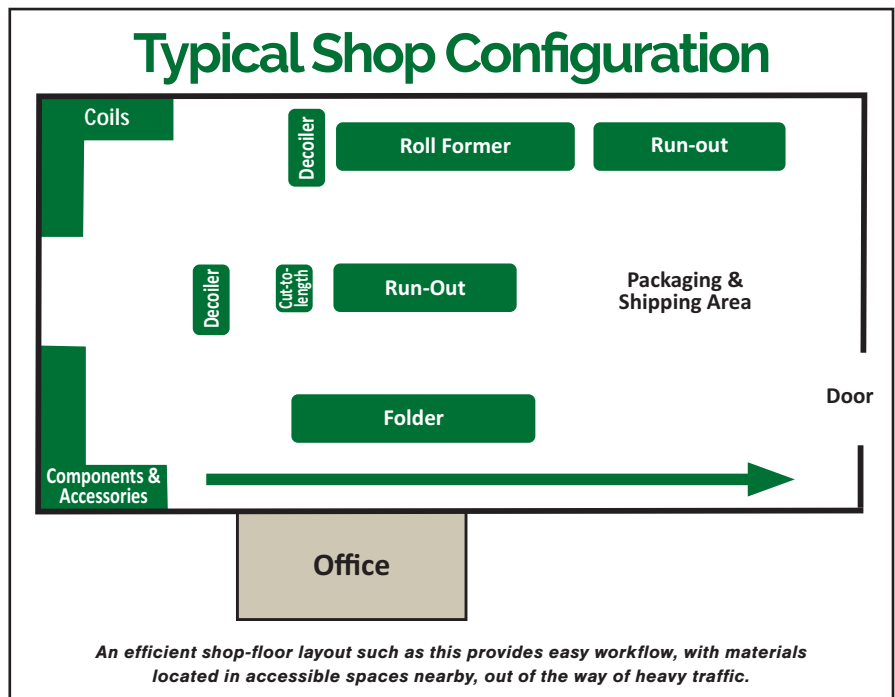 Typical Shop Configuration
Coils
Decoiler
Roll Former
Run-out
Decoiler
Cut-to-
length
Run-Out
Packaging &
Shipping Area
Door
Folder
Components &
Accessories
Office
An efficient shop-floor layout such as this provides easy workflow, with materials
located in accessible spaces nearby, out of the way of heavy traffic.